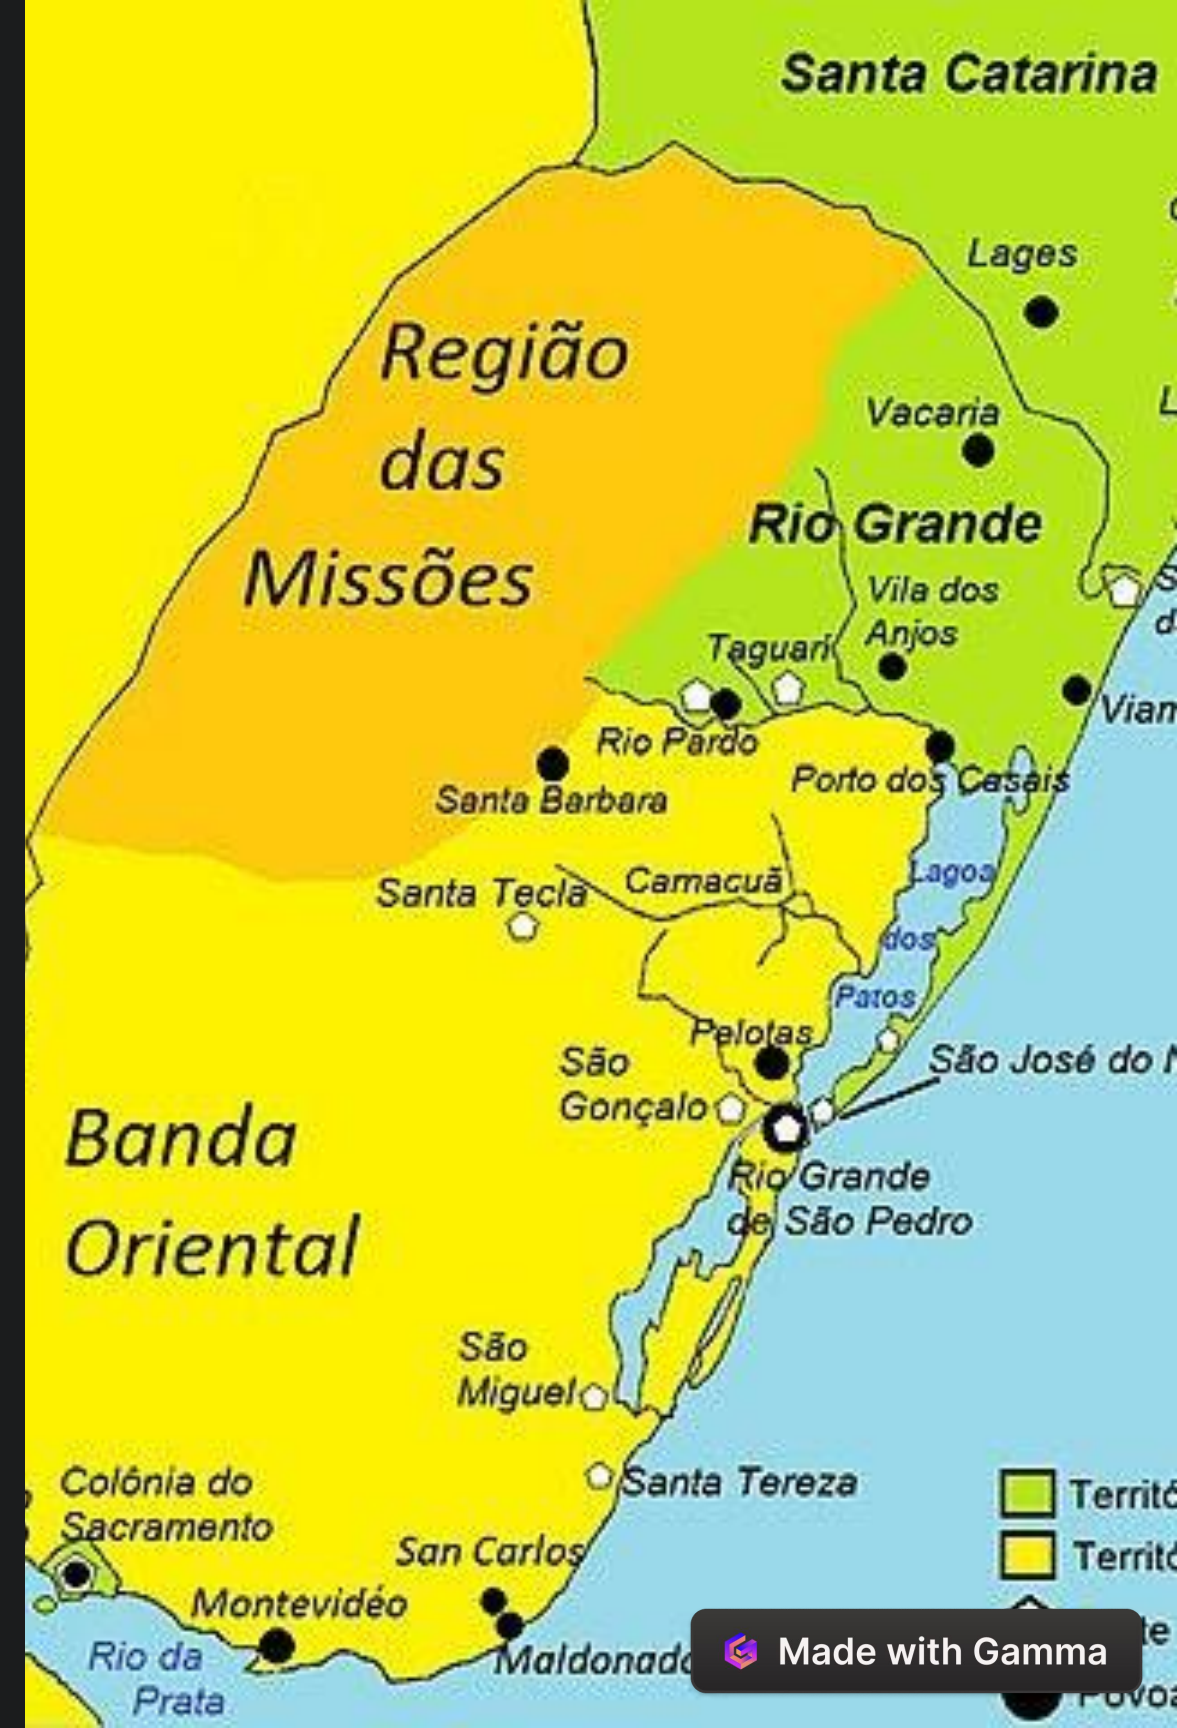 Santa Catarina
Lages
Região
das
Missões
Vacaria
Rio Grande
Vila dos
Anjos
Taguarí
Rio Pardo
Porto dos Casais
Santa Barbara
Santa Tecla
Camacuã
Lagoa
dos
Patos
Pelotas
São
Gonçalo
São José do
Rio Grande
de São Pedro
Banda
Oriental
São
Miguel
Santa Tereza
Colônia do
Sacramento
San Carlos
Montevidéo
Rio da
Prata
Made with Gamma